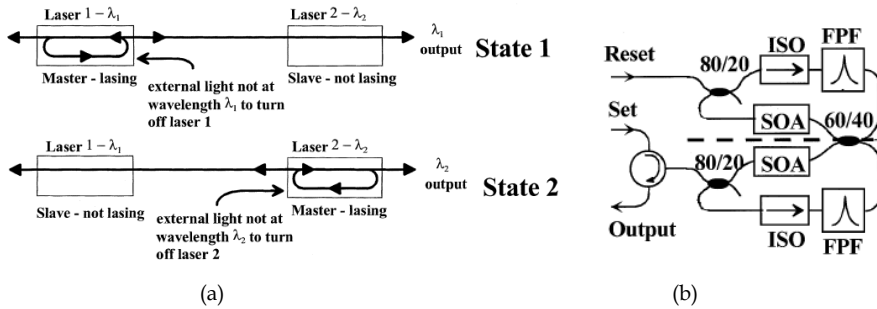 Laser 1 – λ₁
Laser 2 – λ₂
λ₁
output
State 1
Master - lasing
Slave - not lasing
external light not at
wavelength λ₁ to turn
off laser 1
Laser 1 – λ₁
Laser 2 – λ₂
λ₂
output
State 2
Slave - not lasing
Master - lasing
external light not at
wavelength λ₂ to turn
off laser 2
(a)
Reset
80/20
ISO
FPF
Set
SOA
60/40
80/20
SOA
Output
ISO
FPF
(b)